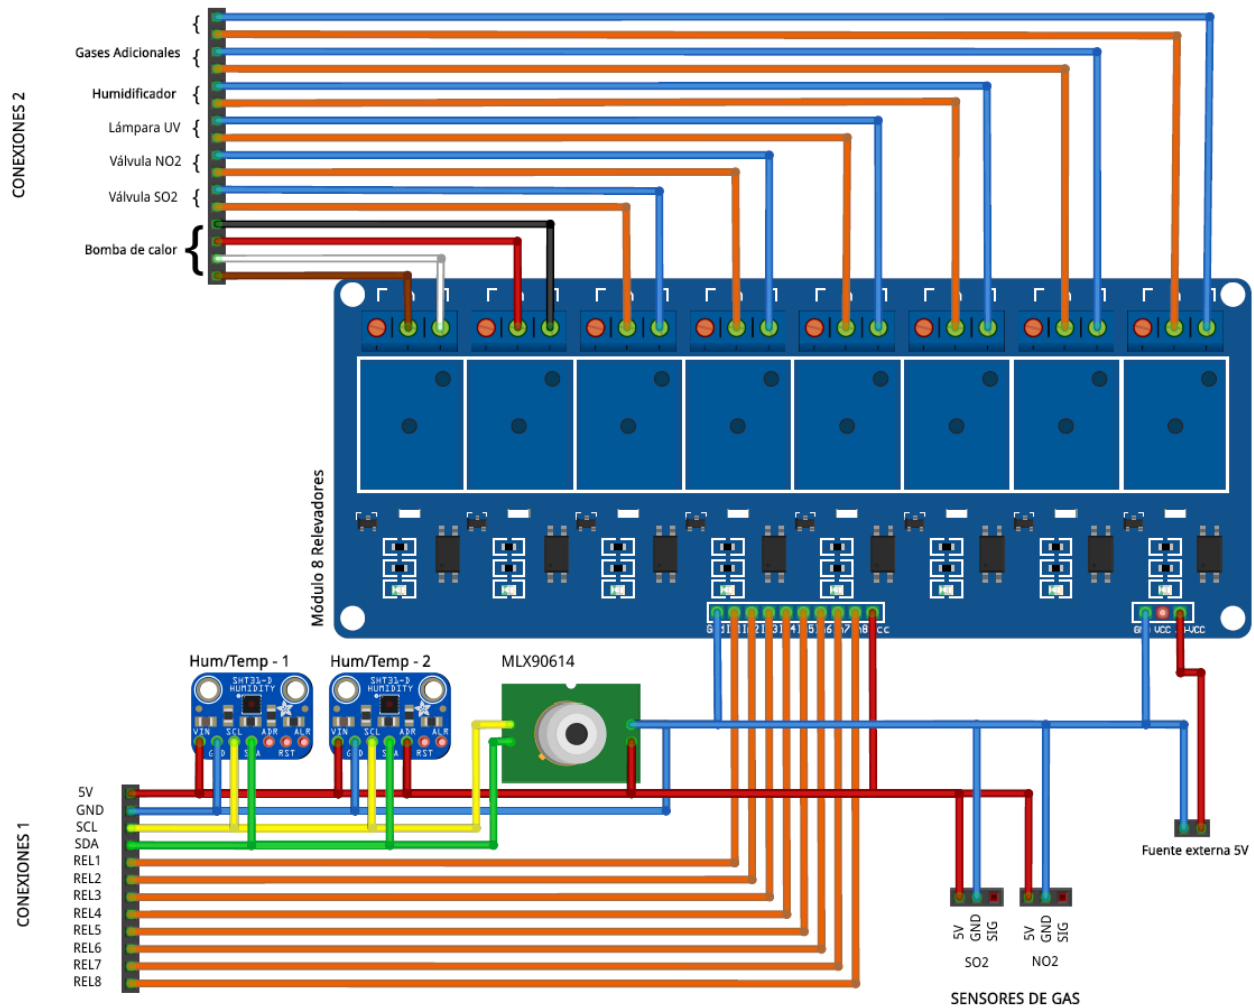 CONEXIONES 2
{
Gases Adicionales {
Humidificador {
Lámpara UV {
Válvula NO2 {
Válvula SO2 {
Bomba de calor {
Módulo 8 Relevadores
GND VCC
Hum/Temp - 1
Hum/Temp - 2
MLX90614
SHT31-D
HUMIDITY
VIN SCL ADR ALR
GND SDA RST
SHT31-D
HUMIDITY
VIN SCL ADR ALR
GND SDA RST
CONEXIONES 1
5V
GND
SCL
SDA
REL1
REL2
REL3
REL4
REL5
REL6
REL7
REL8
Fuente externa 5V
5V GND SIG
SO2
5V GND SIG
NO2
SENSORES DE GAS